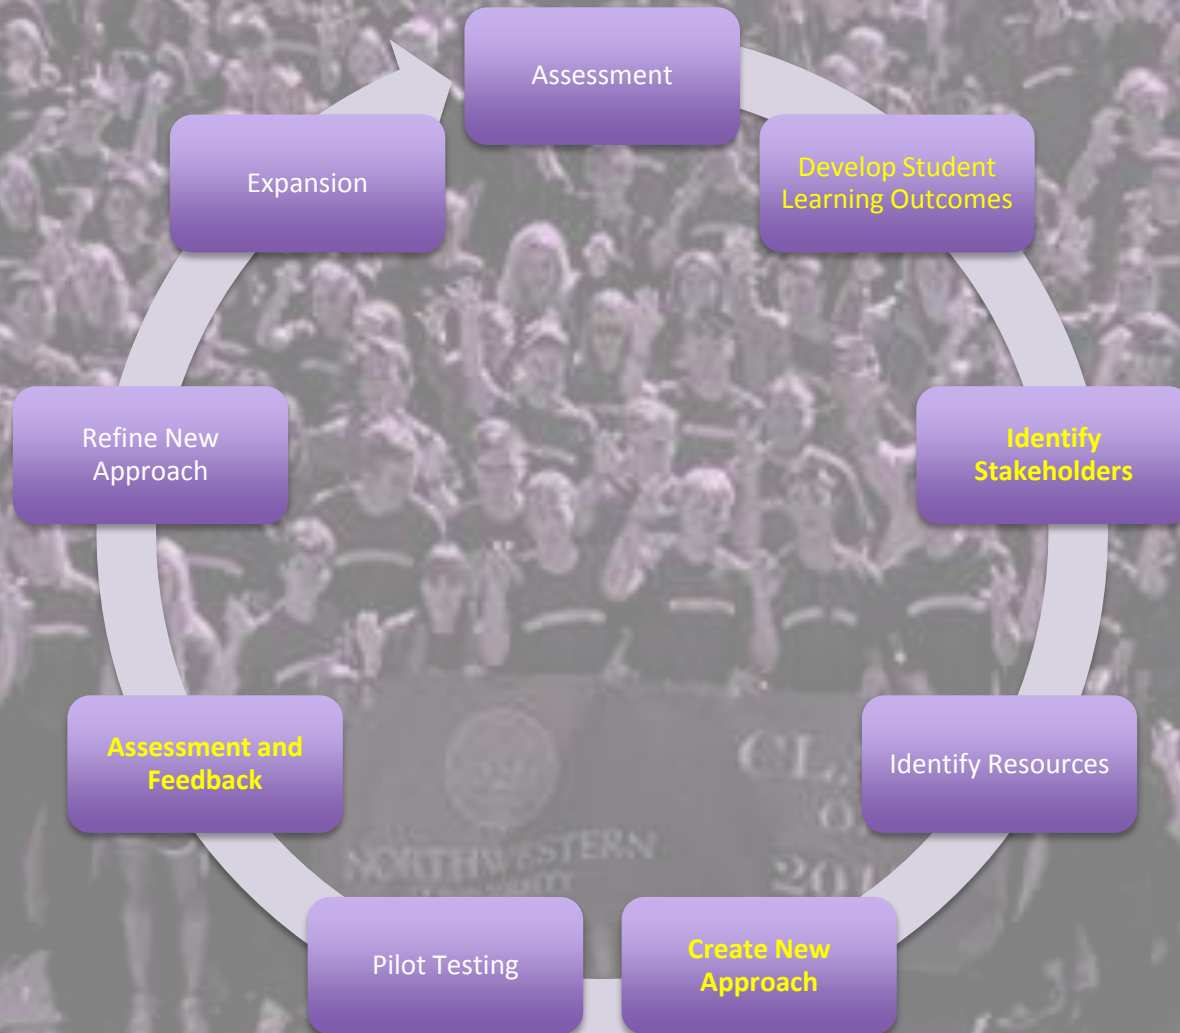 Assessment
Develop Student
Learning Outcomes
Identify
Stakeholders
Identify Resources
Create New
Approach
Pilot Testing
Assessment and
Feedback
Refine New
Approach
Expansion
NORTHWESTERN